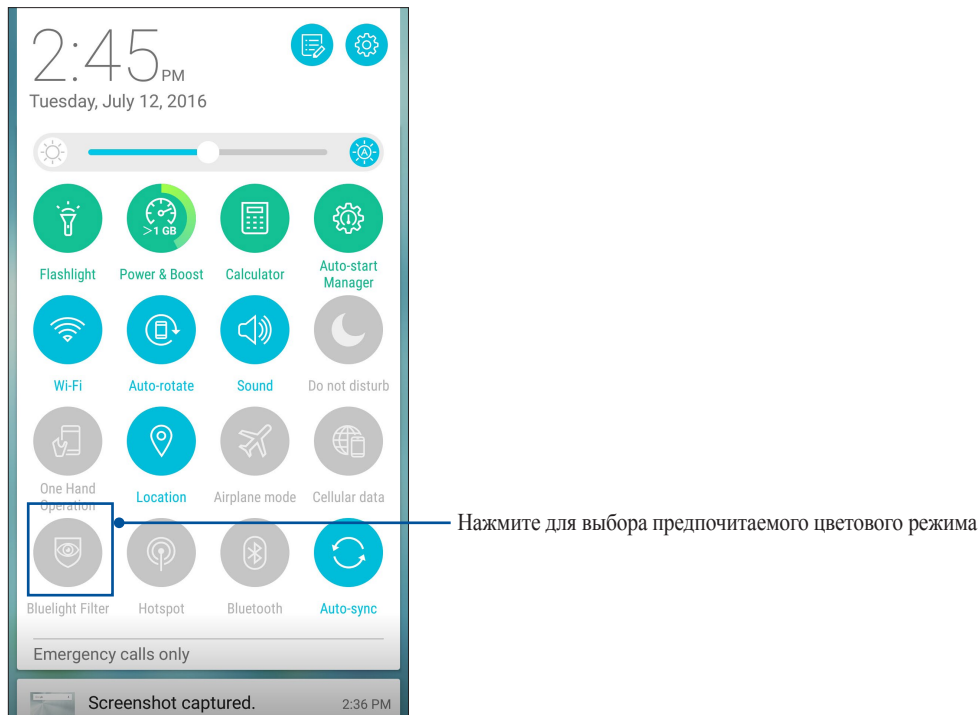 2:45 PM
Tuesday, July 12, 2016
A
>1 GB
Flashlight Power & Boost Calculator Auto-start
Manager
Wi-Fi Auto-rotate Sound Do not disturb
One Hand
Operation Location Airplane mode Cellular data
Нажмите для выбора предпочитаемого цветового режима
Bluelight Filter Hotspot Bluetooth Auto-sync
Emergency calls only
Screenshot captured. 2:36 PM